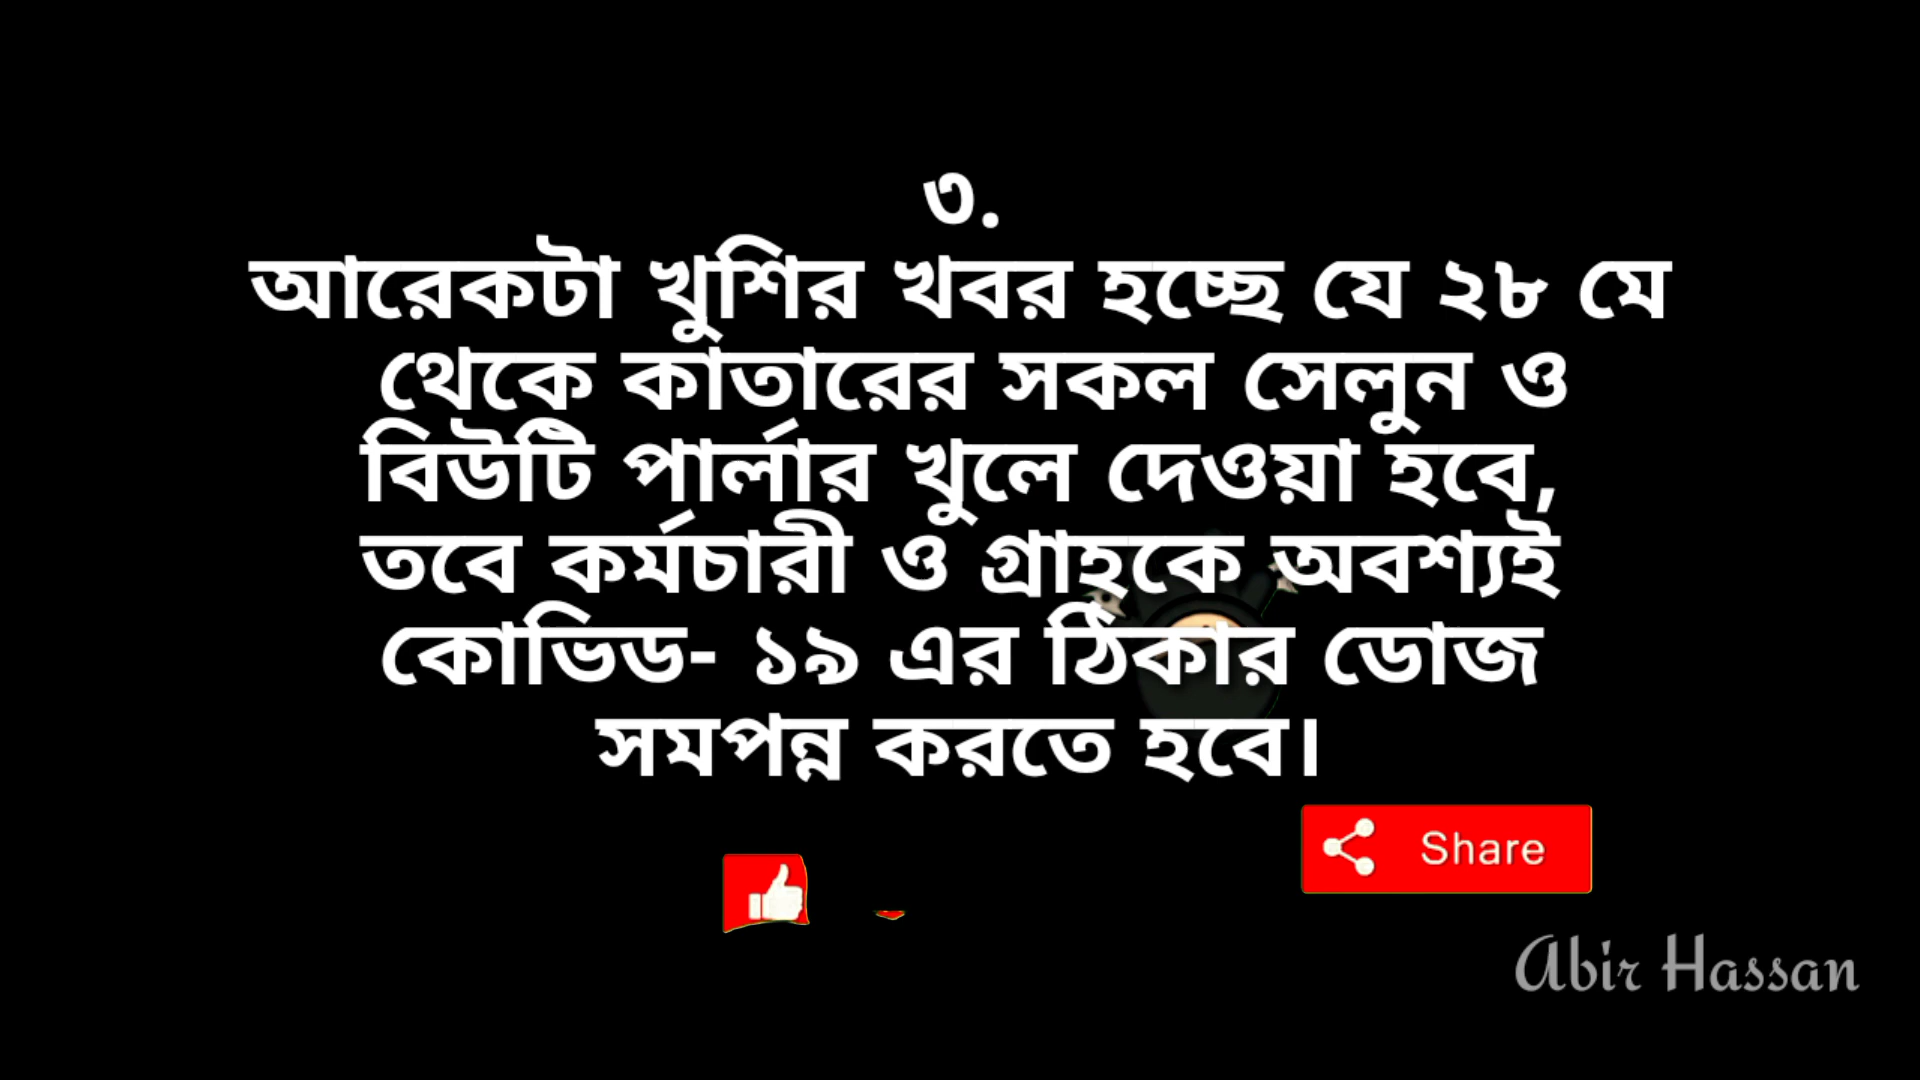 ৩.
আরেকটা খুশির খবর হচ্ছে যে ২৮ মে
থেকে কাতারের সকল সেলুন ও
বিউটি পার্লার খুলে দেওয়া হবে,
তবে কর্মচারী ও গ্রাহকে অবশ্যই
কোভিড- ১৯ এর ঠিকার ডোজ
সমপন্ন করতে হবে।
Share
Abir Hassan